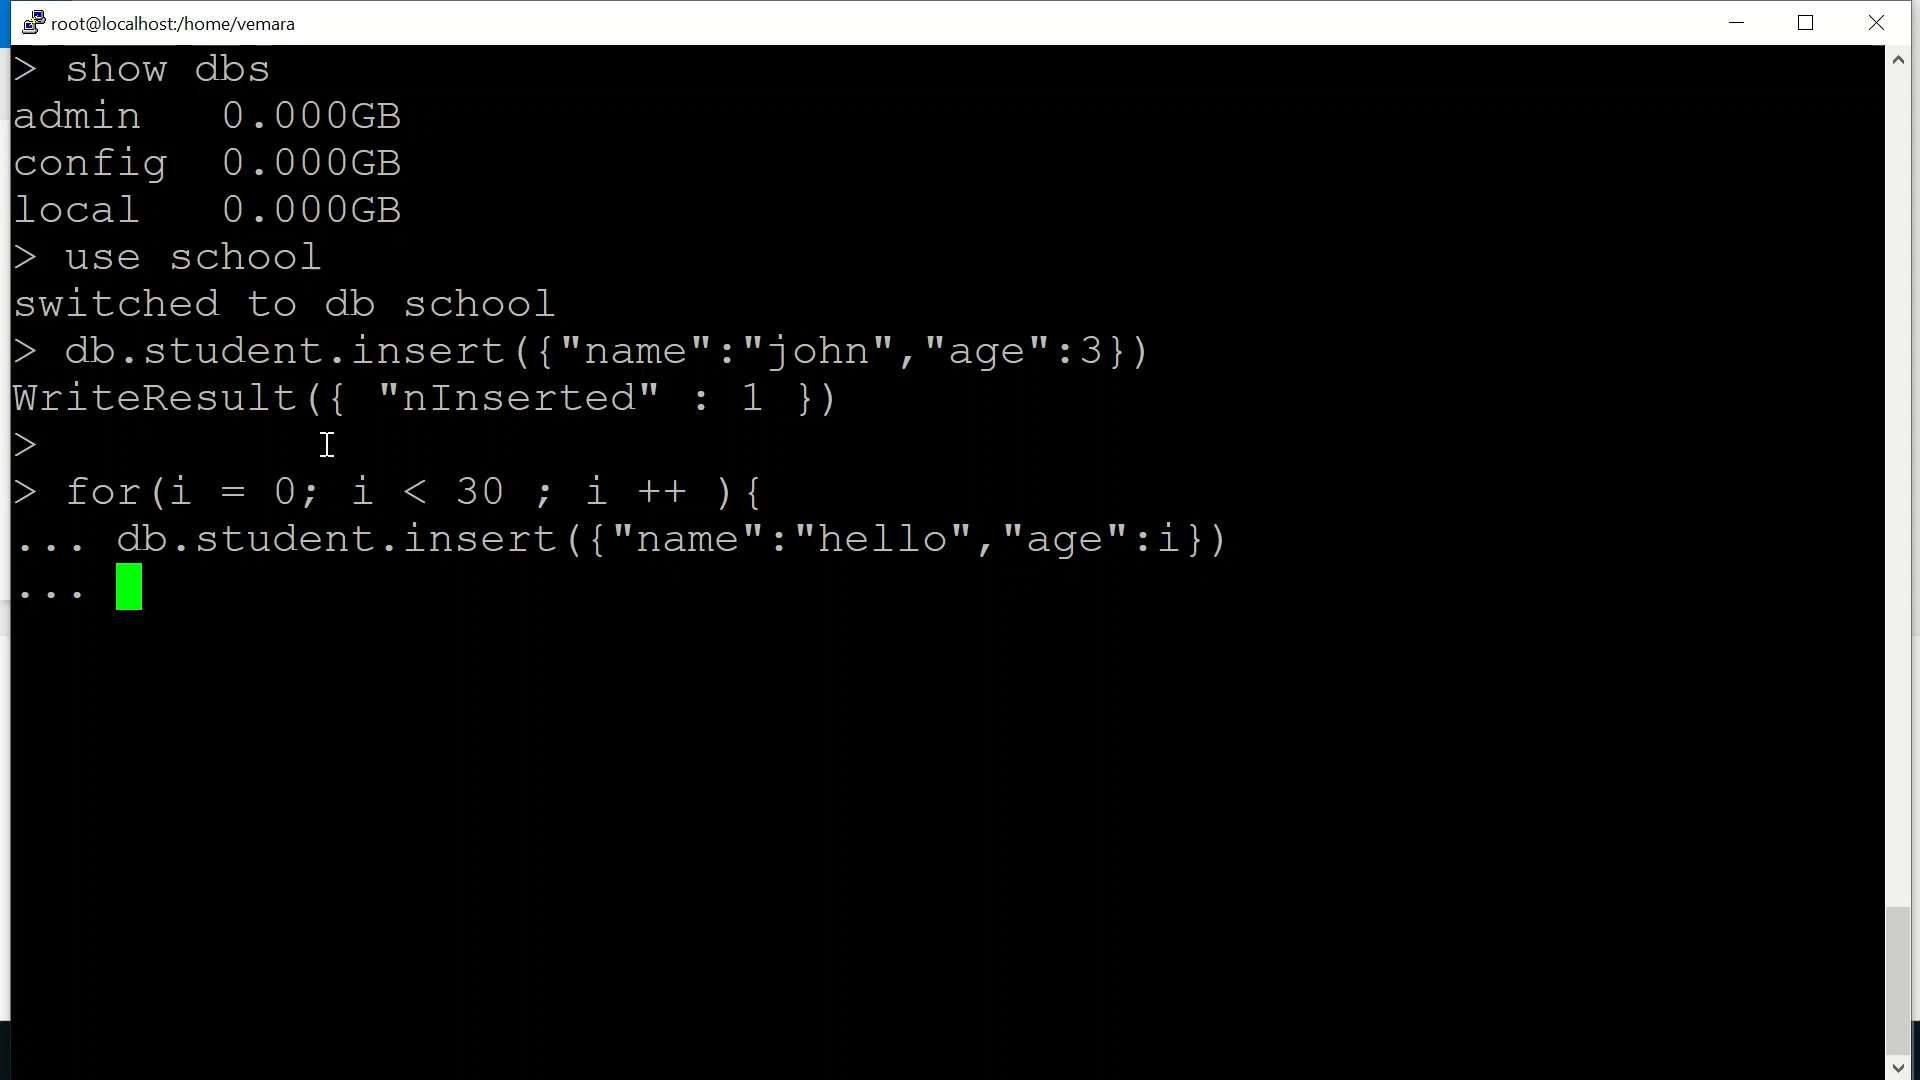 root@localhost:/home/vemara
> show dbs
admin   0.000GB
config  0.000GB
local   0.000GB
> use school
switched to db school
> db.student.insert({"name":"john","age":3})
WriteResult({ "nInserted" : 1 })
>
> for(i = 0; i < 30 ; i ++ ){
... db.student.insert({"name":"hello","age":i})
...